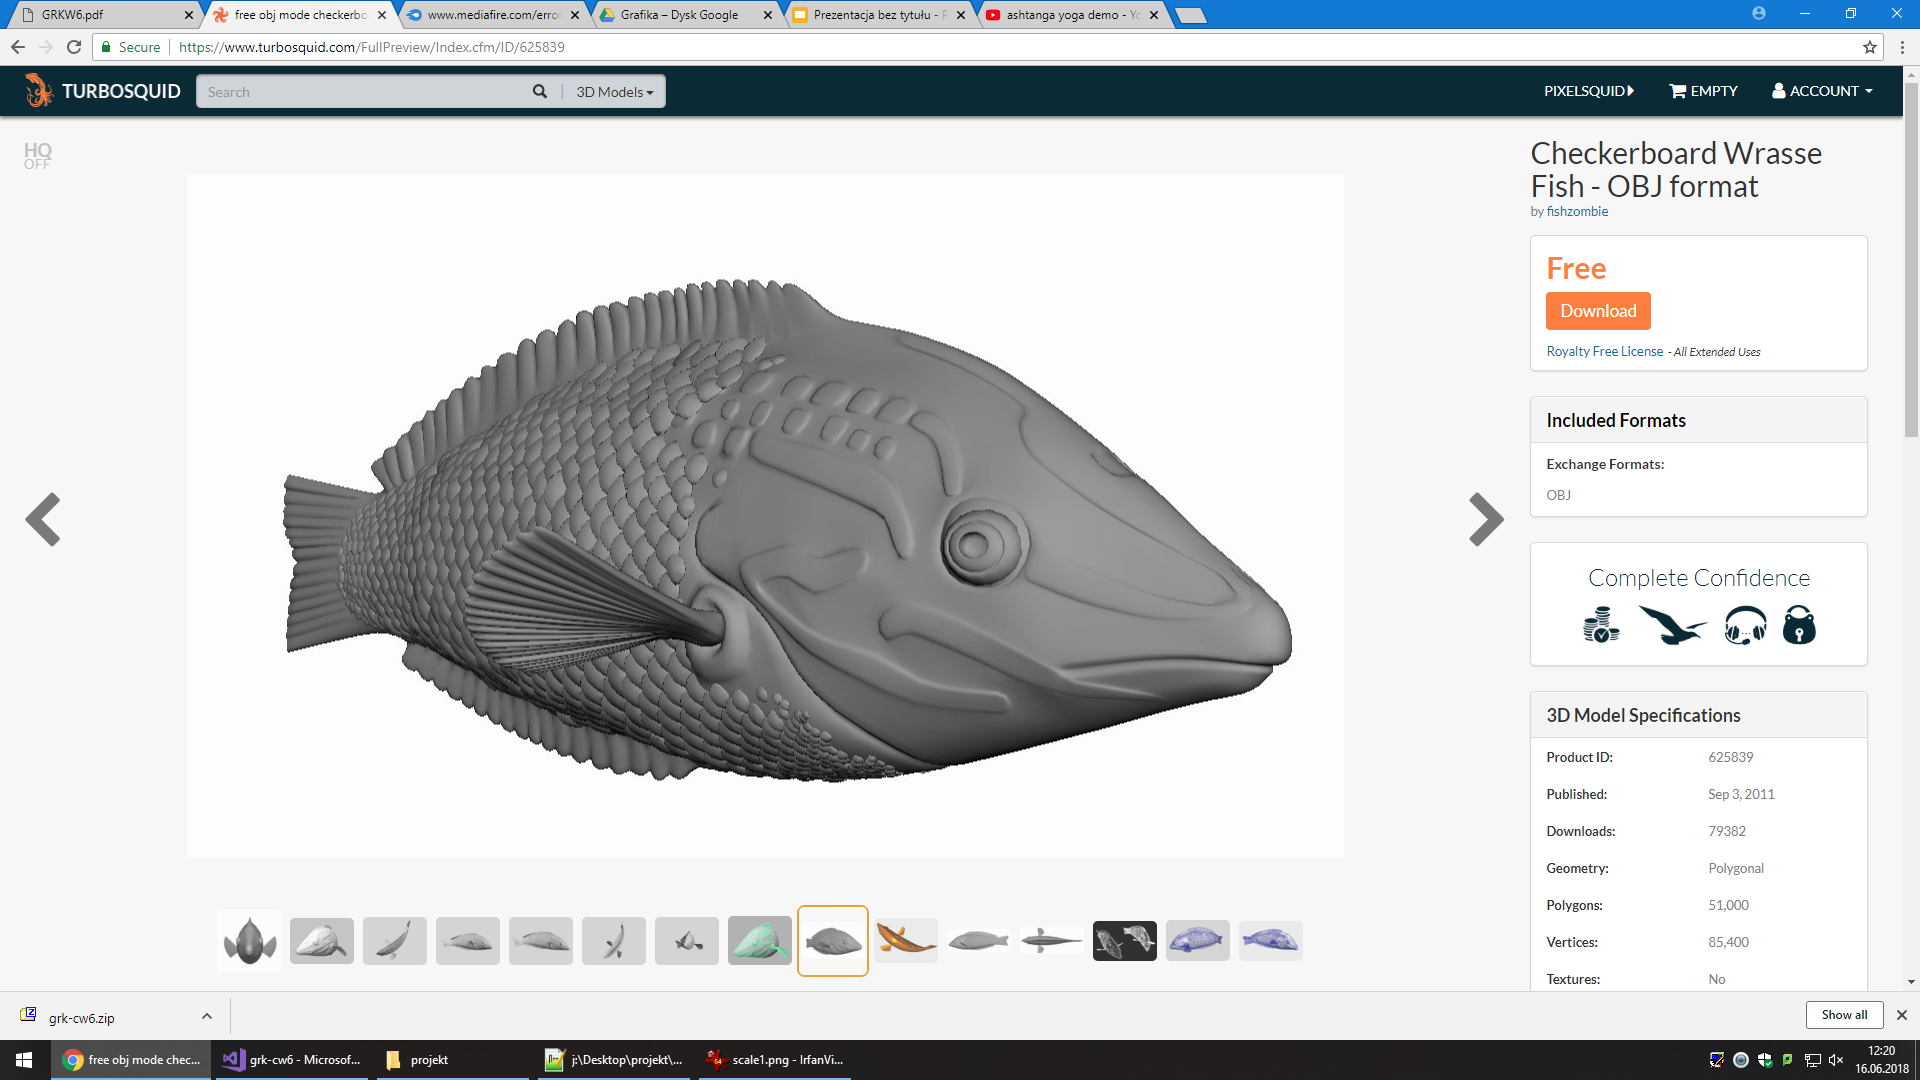 GRKW6.pdf
free obj mode checkerbo
www.mediafire.com/erro
Grafika – Dysk Google
Prezentacja bez tytułu - P
ashtanga yoga demo - Yo
Secure
https://www.turbosquid.com/FullPreview/Index.cfm/ID/625839
TURBOSQUID
Search
3D Models
PIXELSQUID
EMPTY
ACCOUNT
HQ
OFF
Checkerboard Wrasse
Fish - OBJ format
by fishzombie
Free
Download
Royalty Free License - All Extended Uses
Included Formats
Exchange Formats:
OBJ
Complete Confidence
3D Model Specifications
Product ID: 625839
Published: Sep 3, 2011
Downloads: 79382
Geometry: Polygonal
Polygons: 51,000
Vertices: 85,400
Textures: No
grk-cw6.zip
Show all
free obj mode chec...
grk-cw6 - Microsof...
projekt
j:\Desktop\projekt\...
scale1.png - IrfanVi...
12:20
16.06.2018